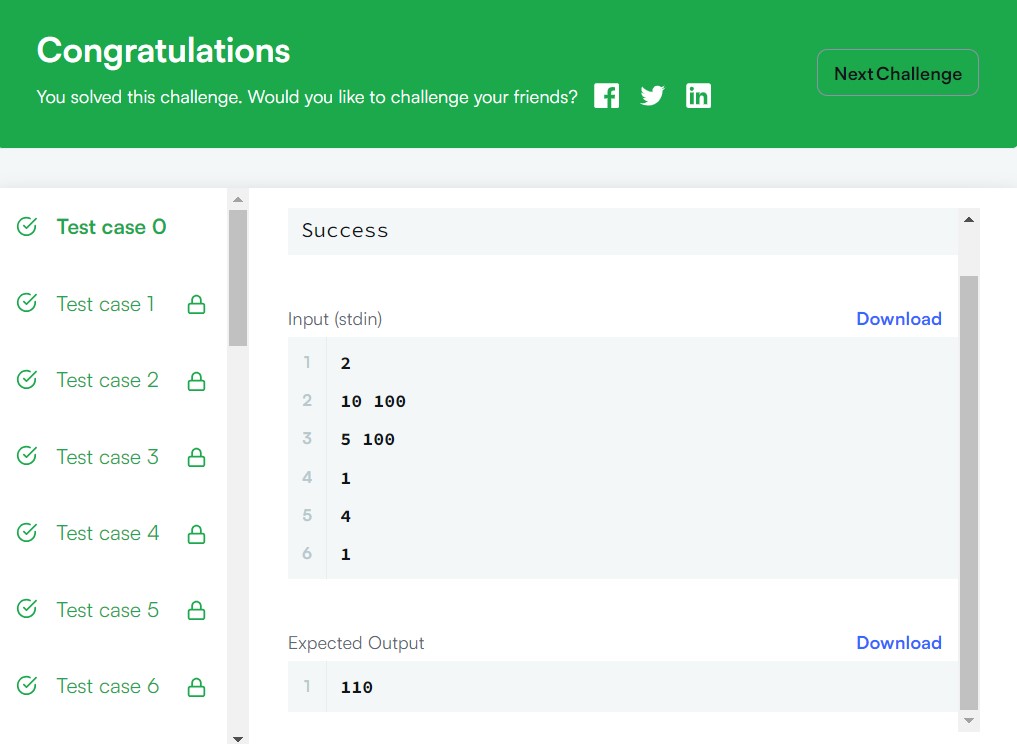 Congratulations
You solved this challenge. Would you like to challenge your friends?
Next Challenge
Test case 0
Test case 1
Test case 2
Test case 3
Test case 4
Test case 5
Test case 6
Success
Input (stdin) Download
1 2
2 10 100
3 5 100
4 1
5 4
6 1
Expected Output Download
1 110